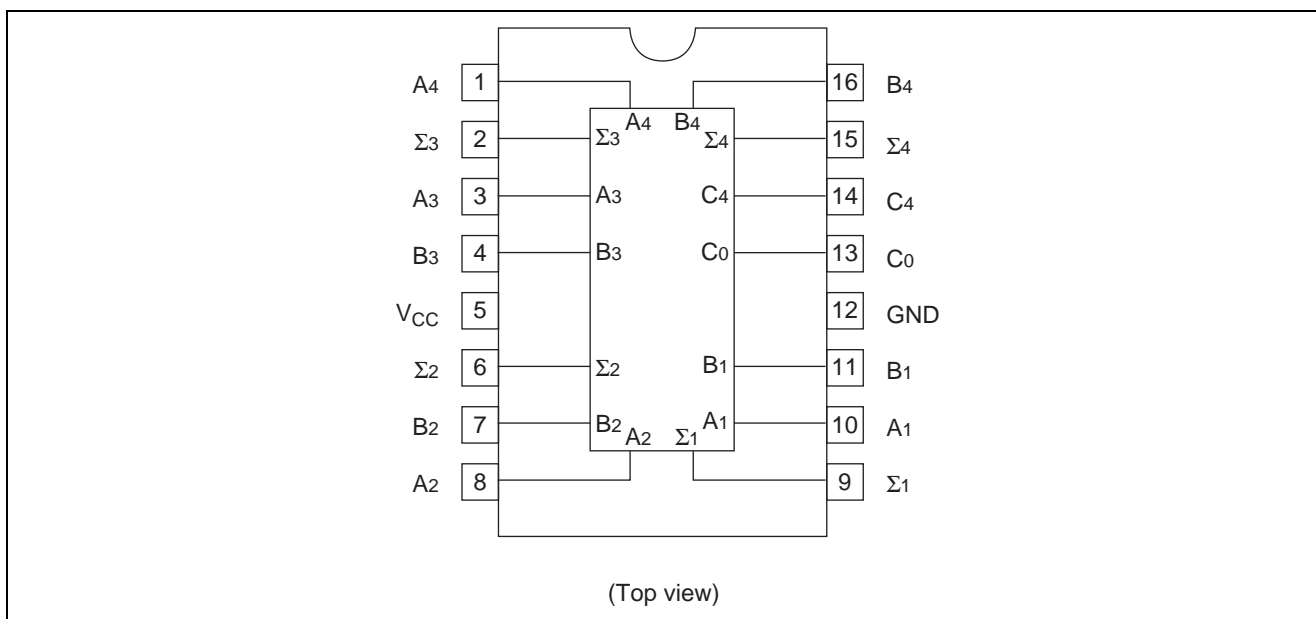 A4 1 16 B4
A4 B4
Σ3 2 Σ3 Σ4 15 Σ4
A3 3 A3 C4 14 C4
B3 4 B3 C0 13 C0
VCC 5 12 GND
Σ2 6 Σ2 B1 11 B1
B2 7 B2 A1 10 A1
A2 Σ1
A2 8 9 Σ1
(Top view)